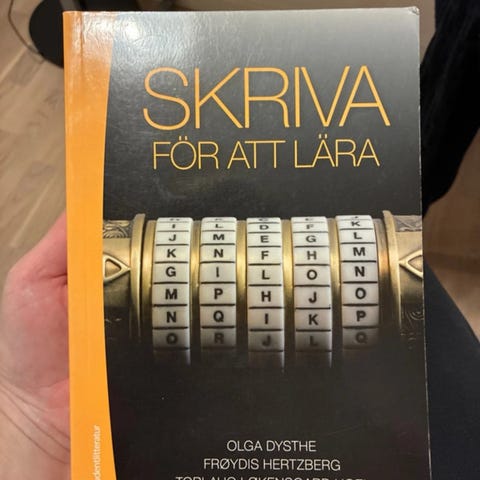 SKRIVA
FÖR ATT LÄRA
I L D F K
J M E G L
K N F H M
G I L O N
M P H J O
N Q I K P
O R J L Q
OLGA DYSTHE
FRØYDIS HERTZBERG